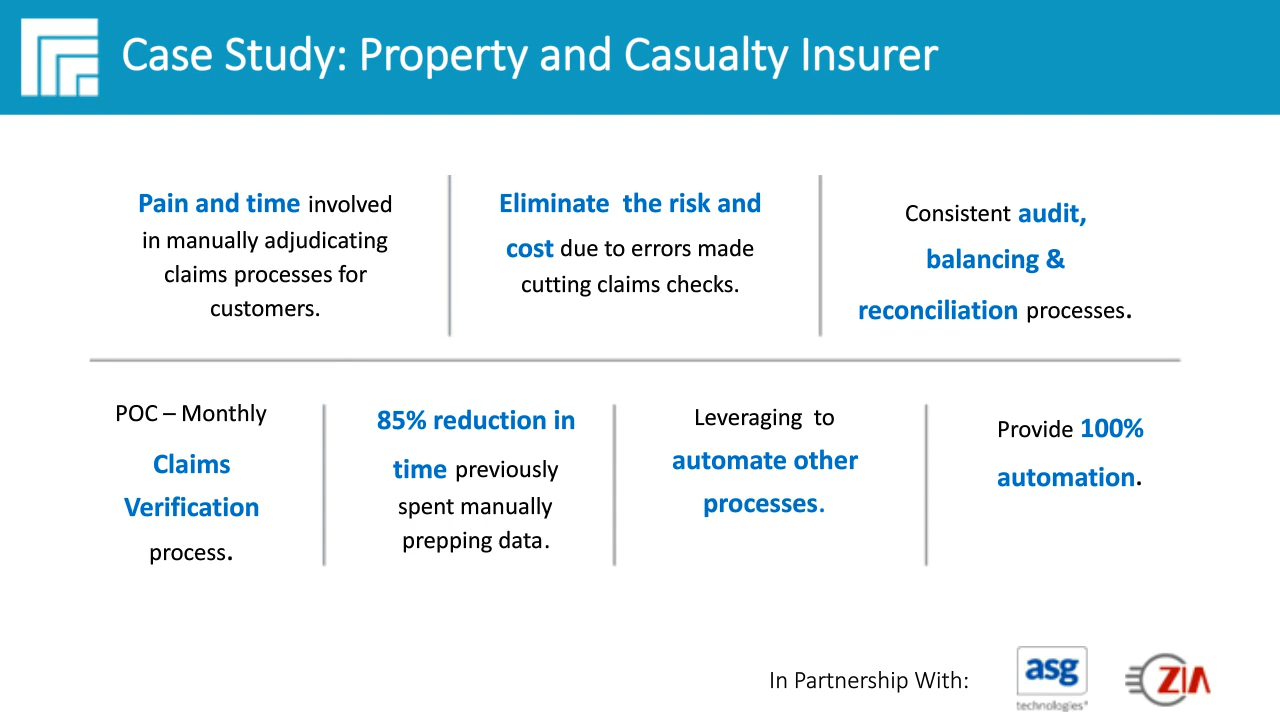 Case Study: Property and Casualty Insurer
Pain and time involved
in manually adjudicating
claims processes for
customers.
Eliminate the risk and
cost due to errors made
cutting claims checks.
Consistent audit,
balancing &
reconciliation processes.
POC – Monthly
Claims
Verification
process.
85% reduction in
time previously
spent manually
prepping data.
Leveraging to
automate other
processes.
Provide 100%
automation.
In Partnership With:
asg
technologies®
ZIA